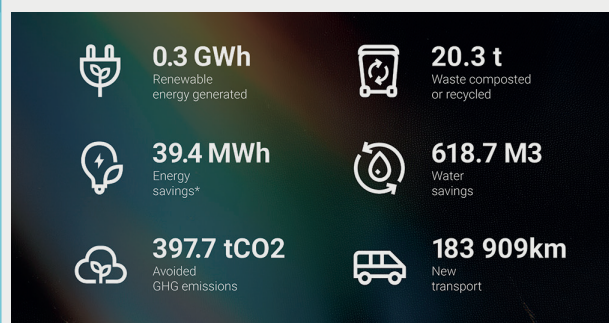 0.3 GWh
Renewable
energy generated
20.3 t
Waste composted
or recycled
39.4 MWh
Energy
savings*
618.7 M3
Water
savings
397.7 tCO2
Avoided
GHG emissions
183 909km
New
transport